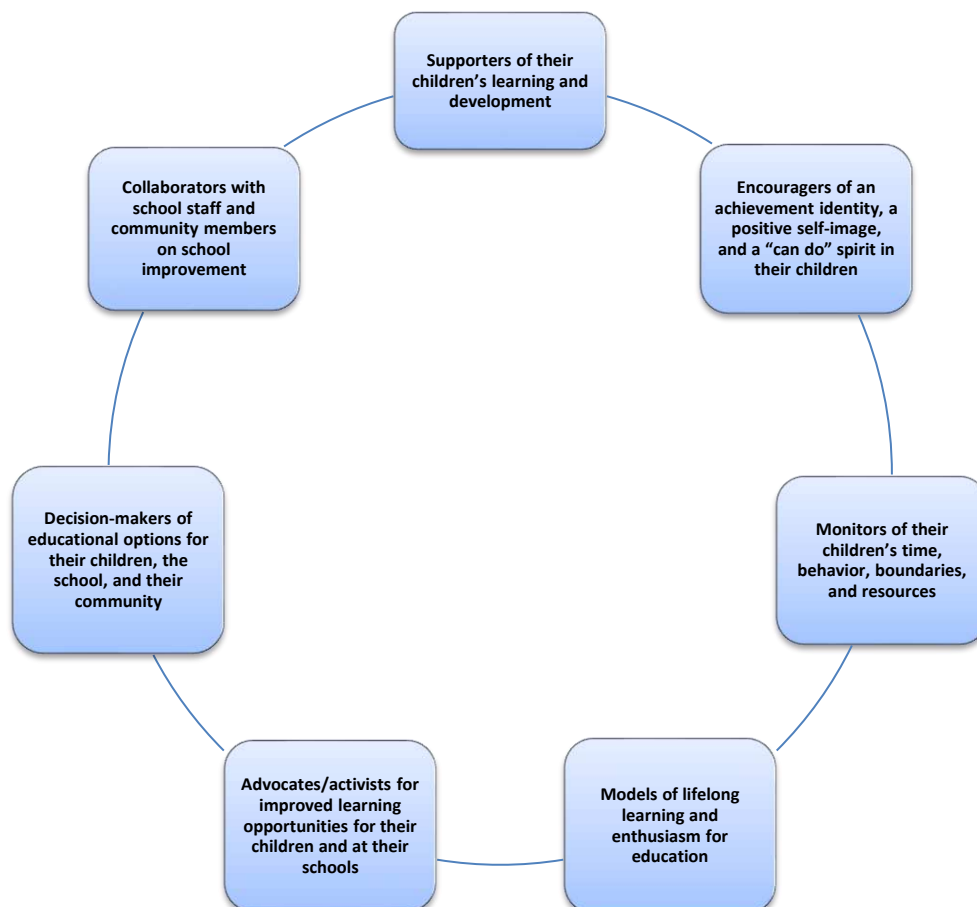 Supporters of their
children’s learning and
development
Encouragers of an
achievement identity, a
positive self-image,
and a “can do” spirit in
their children
Monitors of their
children’s time,
behavior, boundaries,
and resources
Models of lifelong
learning and
enthusiasm for
education
Advocates/activists for
improved learning
opportunities for their
children and at their
schools
Decision-makers of
educational options for
their children, the
school, and their
community
Collaborators with
school staff and
community members
on school
improvement